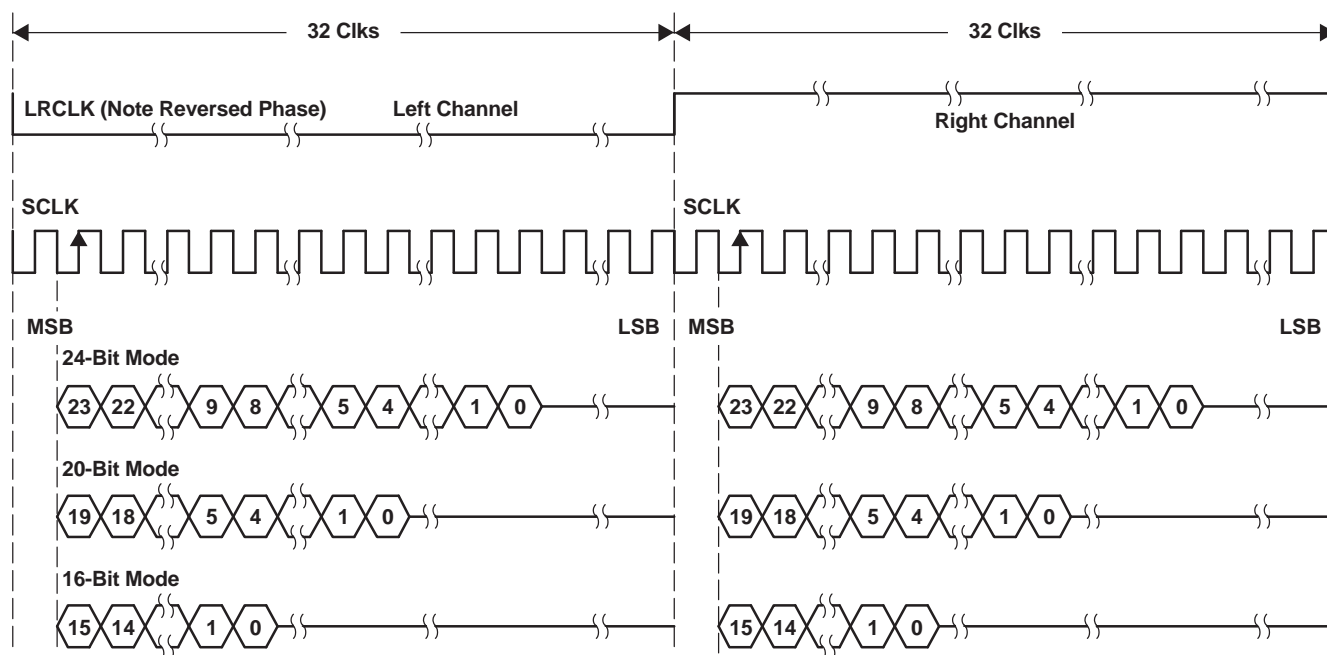 32 Clks 32 Clks
LRCLK (Note Reversed Phase) Left Channel
Right Channel
SCLK SCLK
MSB LSB MSB LSB
24-Bit Mode
23 22 9 8 5 4 1 0 23 22 9 8 5 4 1 0
20-Bit Mode
19 18 5 4 1 0 19 18 5 4 1 0
16-Bit Mode
15 14 1 0 15 14 1 0